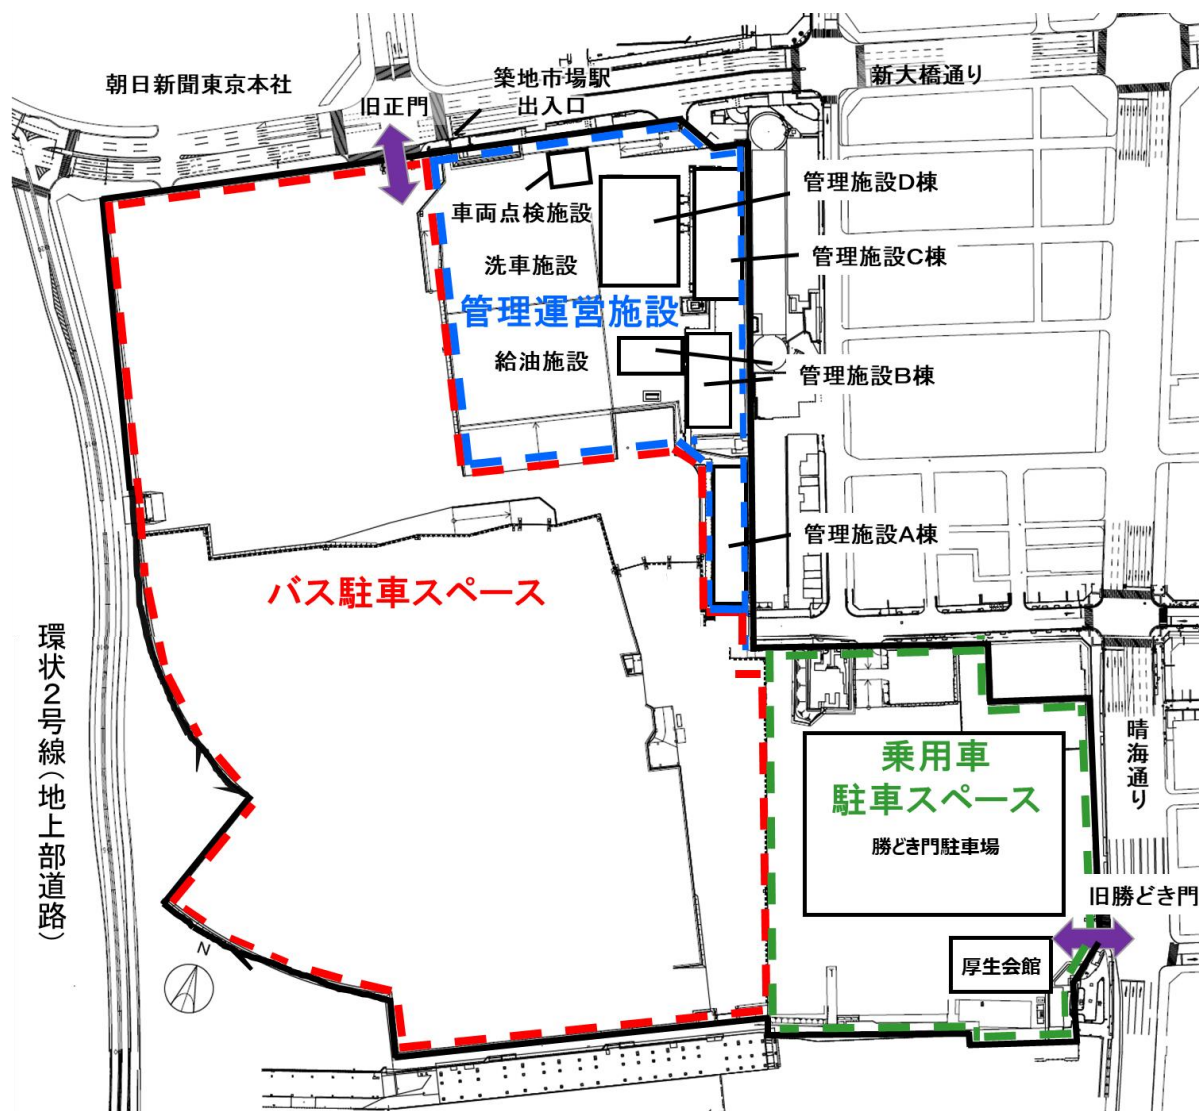 朝日新聞東京本社
旧正門
築地市場駅
出入口
新大橋通り
車両点検施設
管理施設D棟
洗車施設
管理施設C棟
管理運営施設
給油施設
管理施設B棟
管理施設A棟
バス駐車スペース
環状2号線(地上部道路)
乗用車
駐車スペース
勝どき門駐車場
晴海通り
旧勝どき門
厚生会館
N